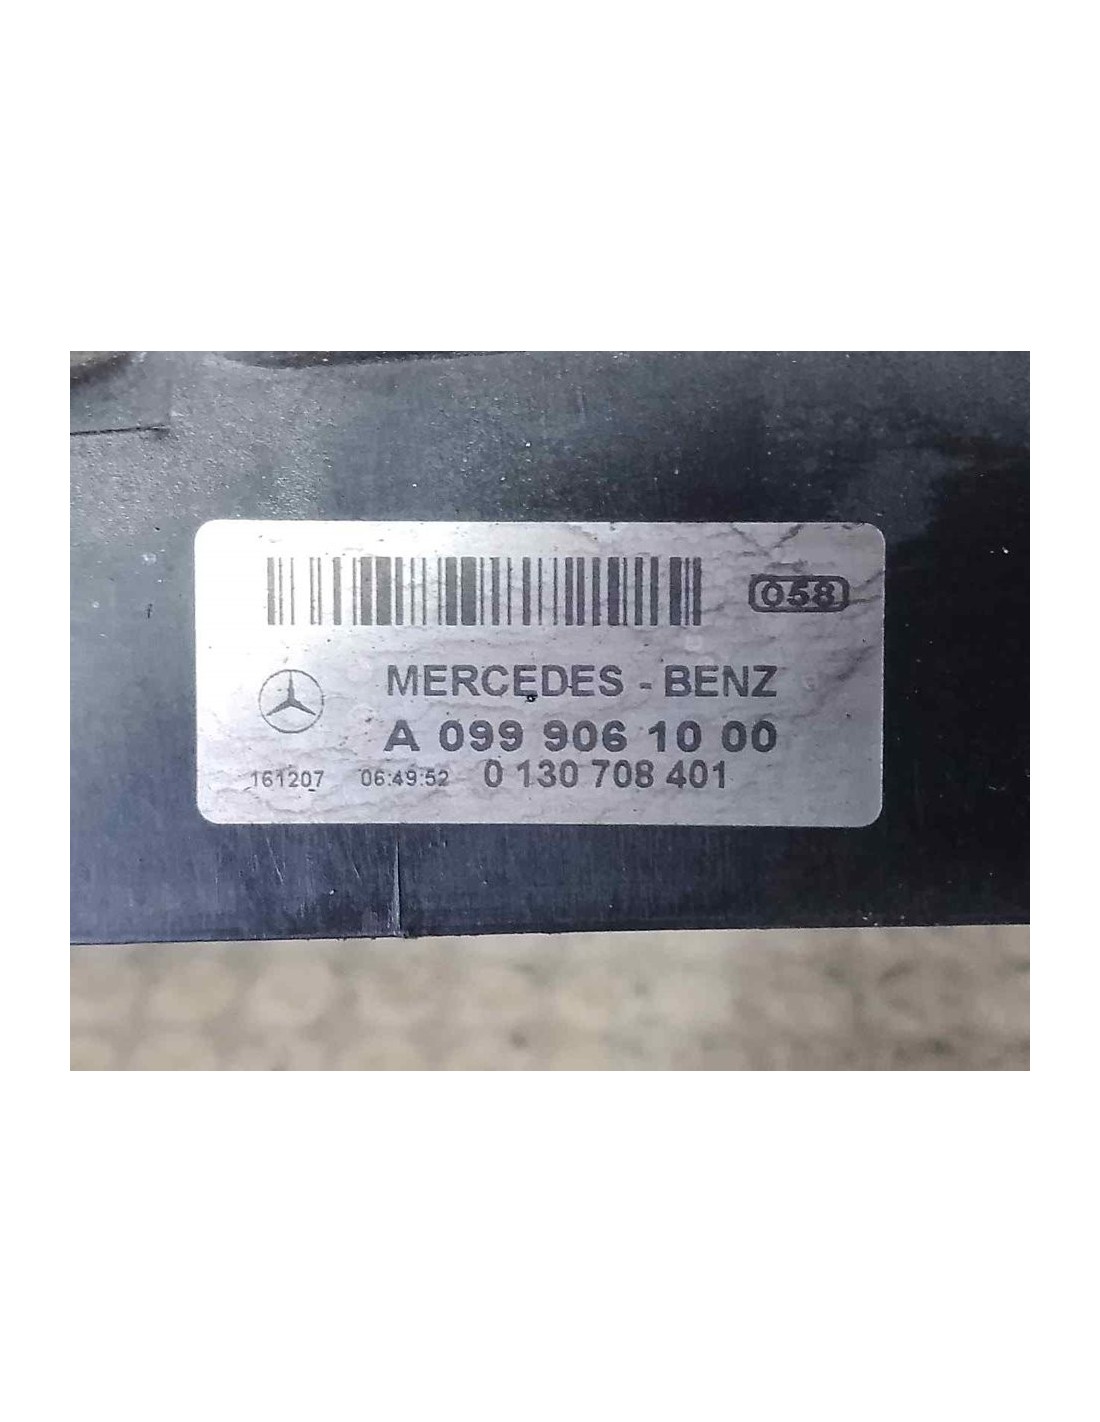 058
MERCEDES - BENZ
A 099 906 10 00
161207 06:49:52 0 130 708 401